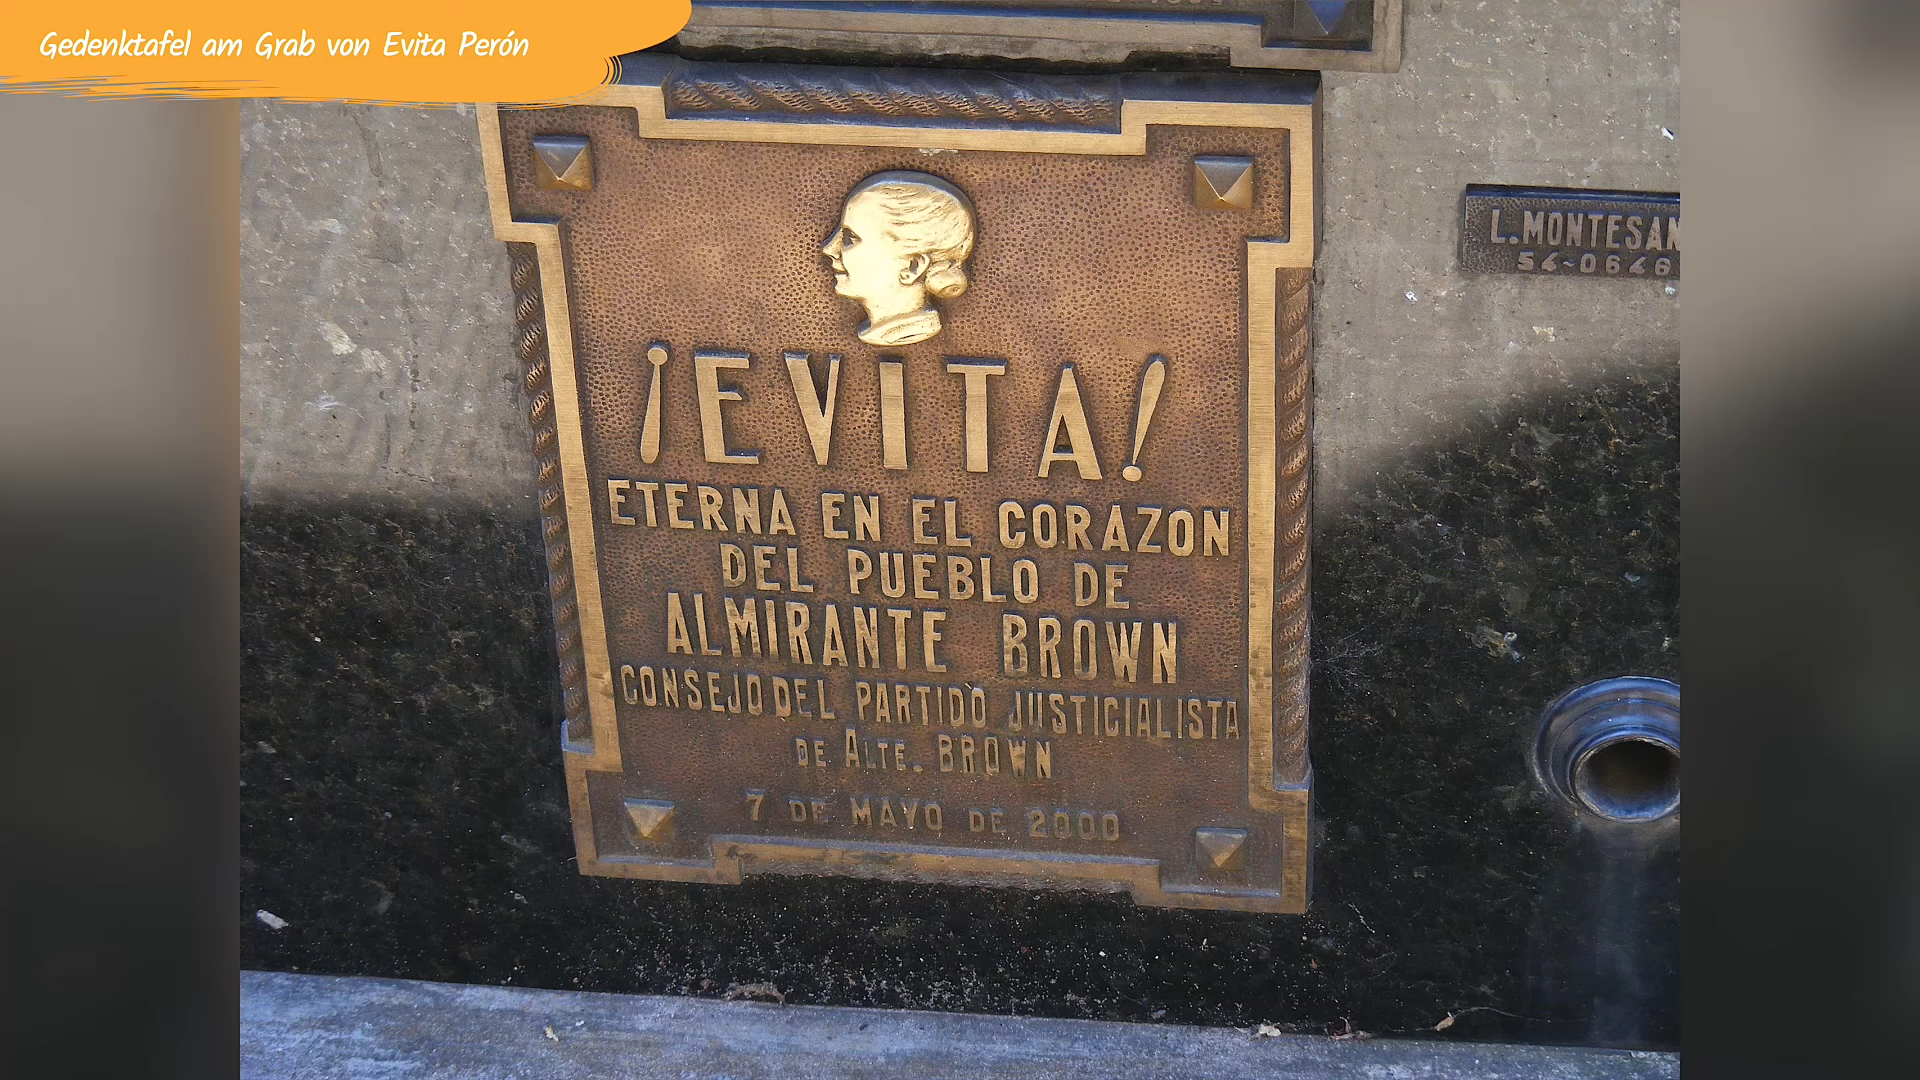 Gedenktafel am Grab von Evita Perón
¡EVITA!
ETERNA EN EL CORAZON
DEL PUEBLO DE
ALMIRANTE BROWN
CONSEJO DEL PARTIDO JUSTICIALISTA
DE ALTE. BROWN
7 DE MAYO DE 2000
L. MONTESAN
54-0646